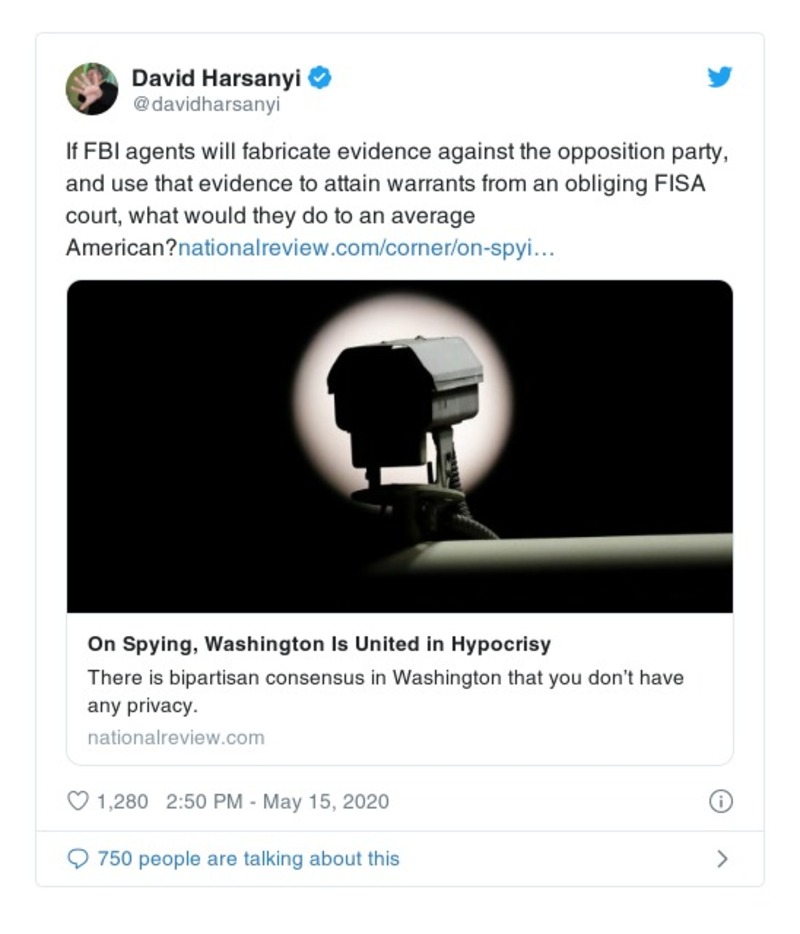 David Harsanyi
@davidharsanyi
If FBI agents will fabricate evidence against the opposition party,
and use that evidence to attain warrants from an obliging FISA
court, what would they do to an average
American?nationalreview.com/corner/on-spyi…
On Spying, Washington Is United in Hypocrisy
There is bipartisan consensus in Washington that you don’t have
any privacy.
nationalreview.com
1,280 2:50 PM - May 15, 2020
750 people are talking about this